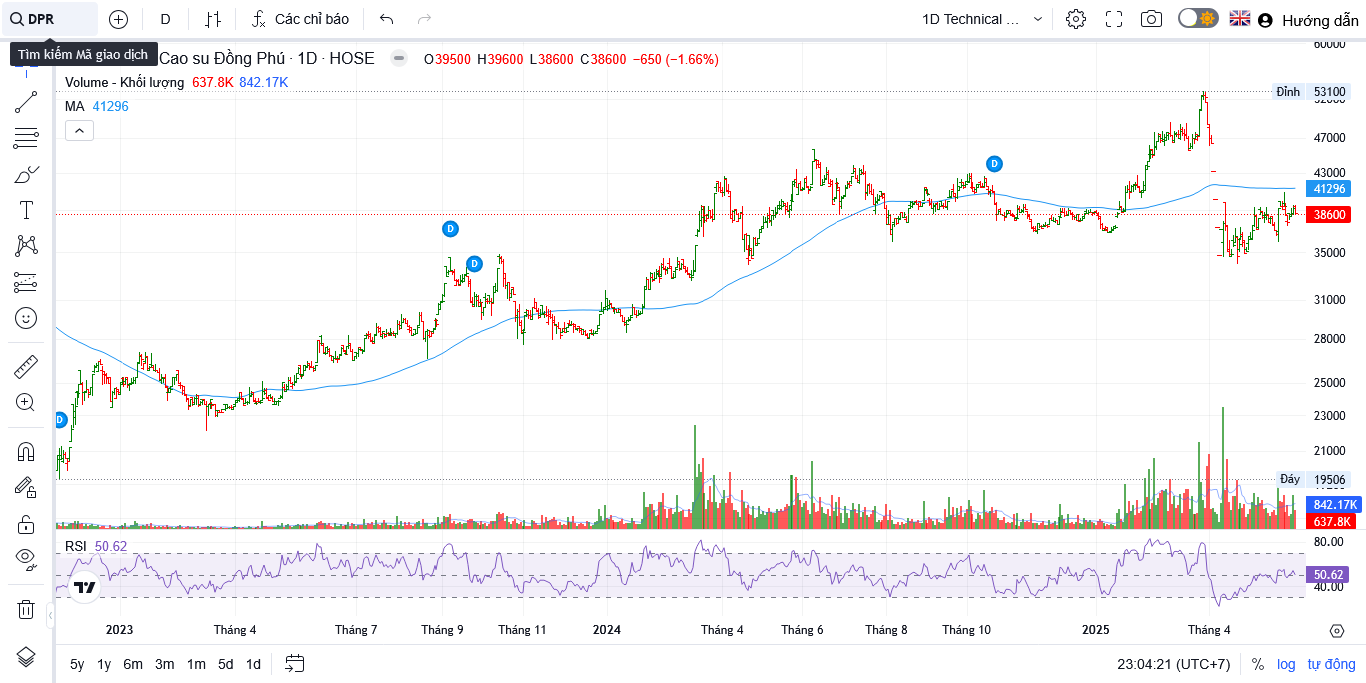 DPR
D
Các chỉ báo
1D Technical ...
Hướng dẫn
Tìm kiếm Mã giao dịch
Cao su Đồng Phú · 1D · HOSE
O39500 H39600 L38600 C38600 −650 (−1.66%)
Volume - Khối lượng 637.8K 842.17K
MA 41296
60000
Đỉnh 53100
47000
43000
41296
38600
35000
31000
28000
25000
23000
21000
Đáy 19506
842.17K
637.8K
D
D
D
D
RSI 50.62
80.00
50.62
40.00
2023 Tháng 4 Tháng 7 Tháng 9 Tháng 11 2024 Tháng 4 Tháng 6 Tháng 8 Tháng 10 2025 Tháng 4
5y 1y 6m 3m 1m 5d 1d
23:04:21 (UTC+7) % log tự động